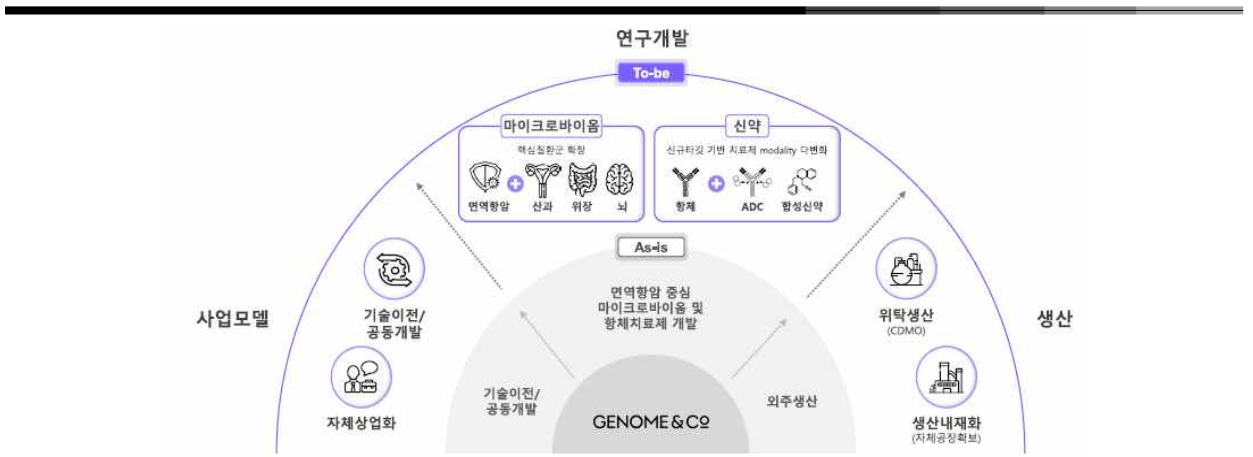 연구개발
To-be
마이크로바이옴
핵심질환군 확장
면역항암
산과
위장
뇌
신약
신규타깃 기반 치료제 modality 다변화
항체
ADC
합성신약
As-is
면역항암 중심
마이크로바이옴 및
항체치료제 개발
사업모델
기술이전/
공동개발
자체상업화
기술이전/
공동개발
GENOME&CO
외주생산
위탁생산
(CDMO)
생산내재화
(자체공장확보)
생산